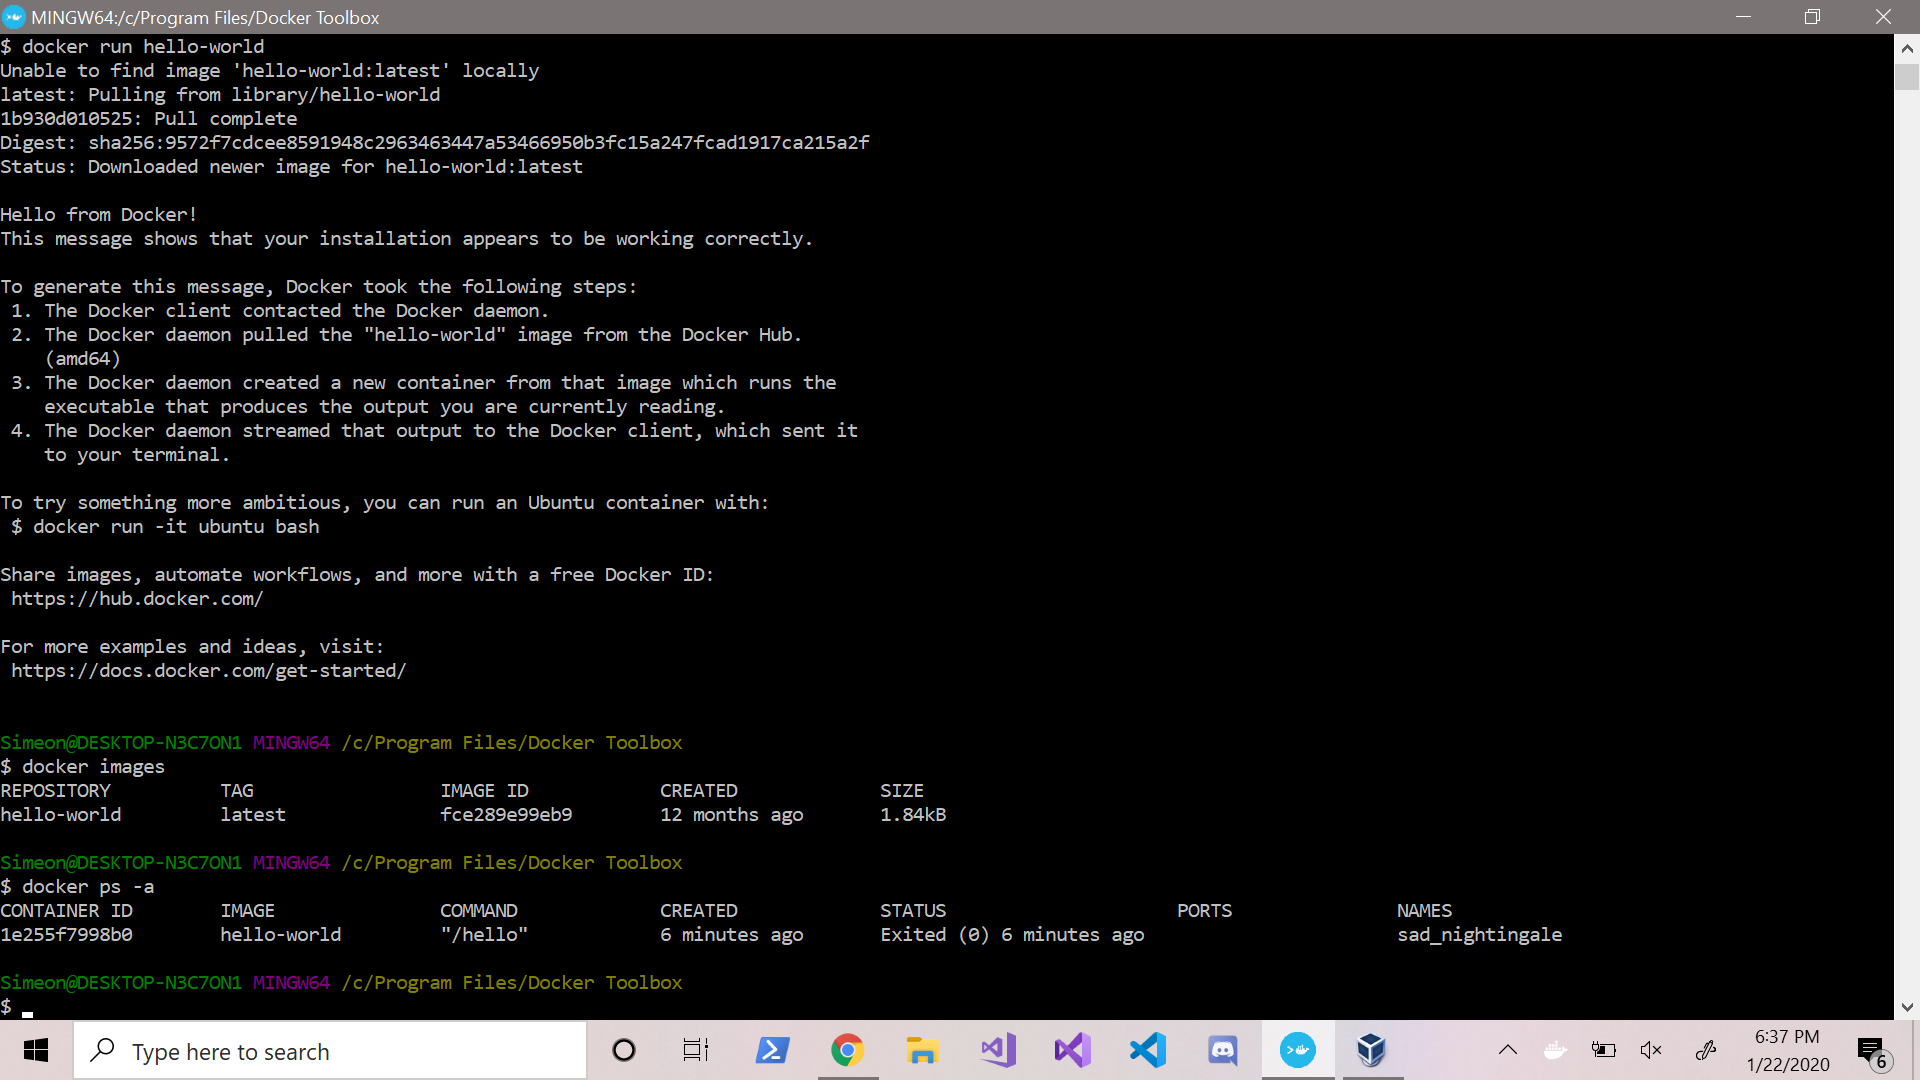 MINGW64:/c/Program Files/Docker Toolbox
$ docker run hello-world
Unable to find image 'hello-world:latest' locally
latest: Pulling from library/hello-world
1b930d010525: Pull complete
Digest: sha256:9572f7cdcee8591948c2963463447a53466950b3fc15a247fcad1917ca215a2f
Status: Downloaded newer image for hello-world:latest
Hello from Docker!
This message shows that your installation appears to be working correctly.
To generate this message, Docker took the following steps:
1. The Docker client contacted the Docker daemon.
2. The Docker daemon pulled the "hello-world" image from the Docker Hub.
(amd64)
3. The Docker daemon created a new container from that image which runs the
executable that produces the output you are currently reading.
4. The Docker daemon streamed that output to the Docker client, which sent it
to your terminal.
To try something more ambitious, you can run an Ubuntu container with:
$ docker run -it ubuntu bash
Share images, automate workflows, and more with a free Docker ID:
https://hub.docker.com/
For more examples and ideas, visit:
https://docs.docker.com/get-started/
Simeon@DESKTOP-N3C7ON1 MINGW64 /c/Program Files/Docker Toolbox
$ docker images
REPOSITORY TAG IMAGE ID CREATED SIZE
hello-world latest fce289e99eb9 12 months ago 1.84kB
Simeon@DESKTOP-N3C7ON1 MINGW64 /c/Program Files/Docker Toolbox
$ docker ps -a
CONTAINER ID IMAGE COMMAND CREATED STATUS PORTS NAMES
1e255f7998b0 hello-world "/hello" 6 minutes ago Exited (0) 6 minutes ago sad_nightingale
Simeon@DESKTOP-N3C7ON1 MINGW64 /c/Program Files/Docker Toolbox
$
Type here to search
6:37 PM
1/22/2020
6